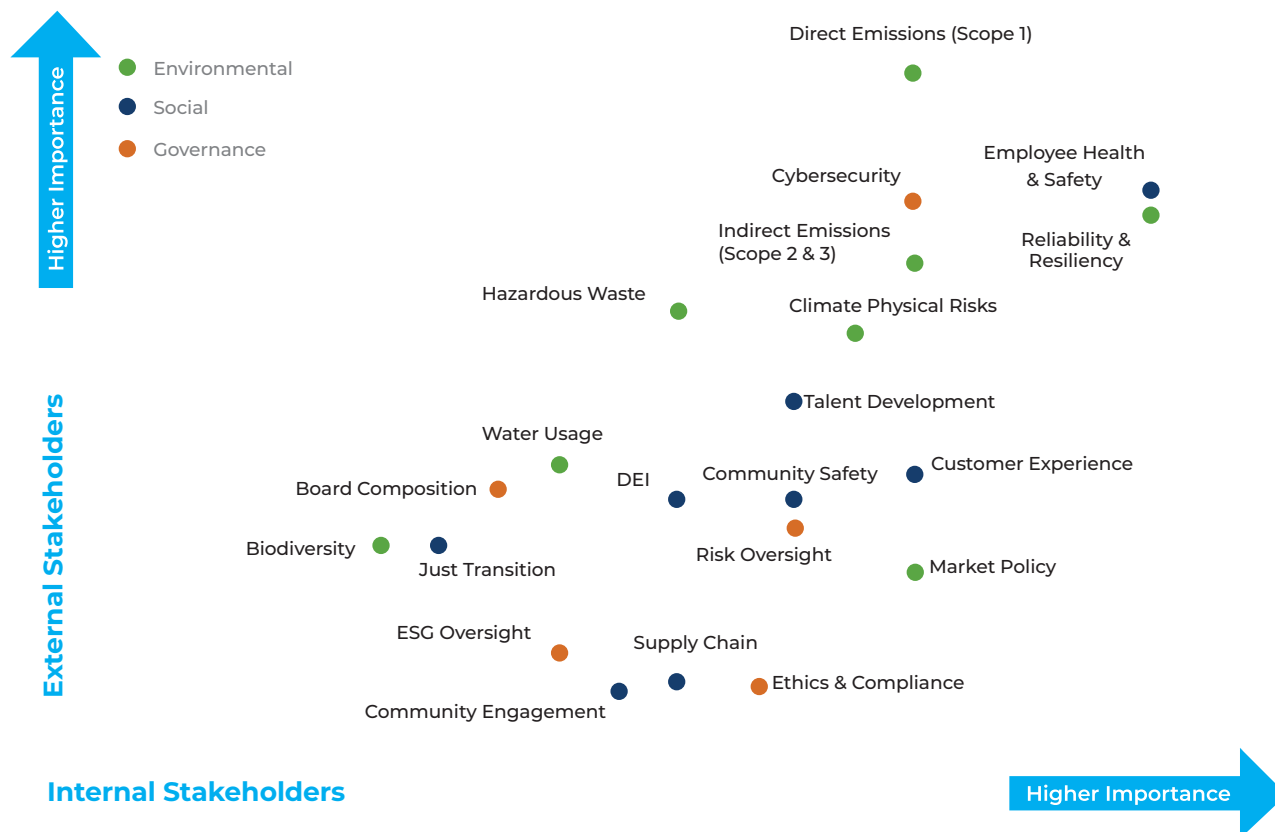 Direct Emissions (Scope 1)
Higher Importance
Environmental
Social
Governance
Employee Health
& Safety
Cybersecurity
Indirect Emissions
(Scope 2 & 3)
Reliability &
Resiliency
Hazardous Waste
Climate Physical Risks
Talent Development
External Stakeholders
Water Usage
Customer Experience
DEI
Community Safety
Board Composition
Biodiversity
Risk Oversight
Just Transition
Market Policy
ESG Oversight
Supply Chain
Ethics & Compliance
Community Engagement
Internal Stakeholders
Higher Importance